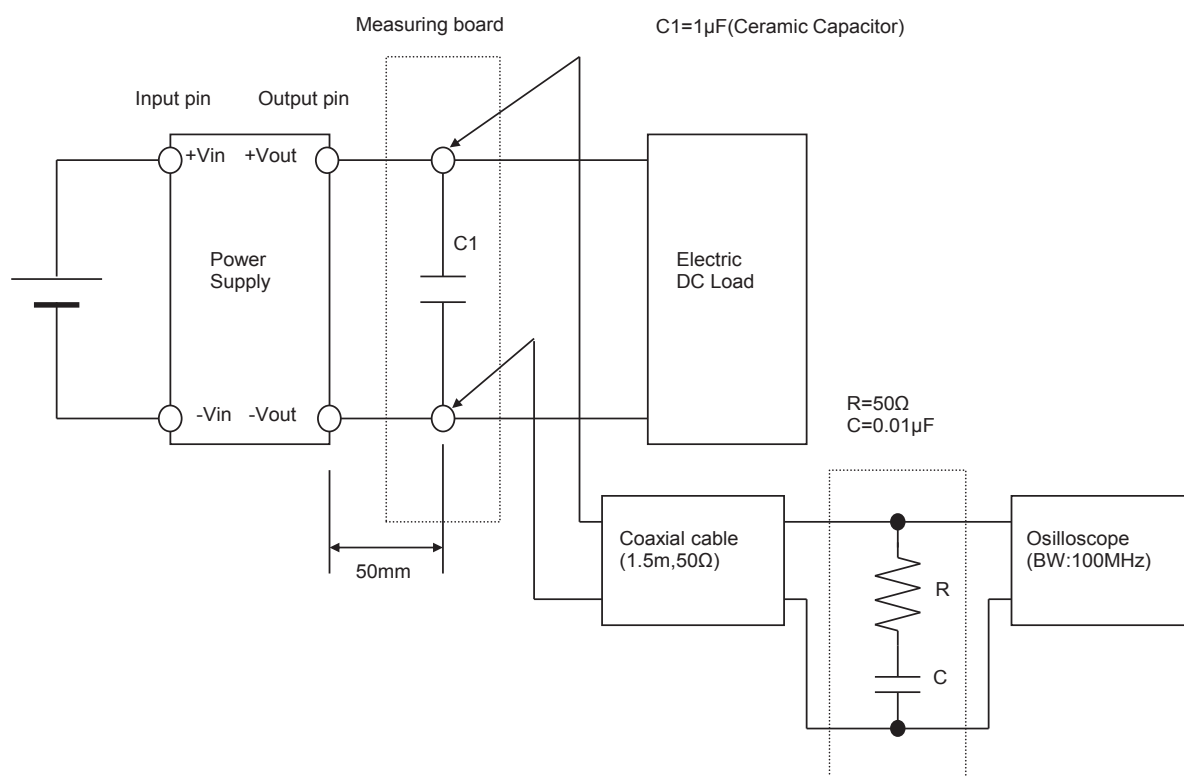 Measuring board
C1=1µF(Ceramic Capacitor)
Input pin
Output pin
+Vin
+Vout
C1
Power
Supply
Electric
DC Load
-Vin
-Vout
R=50Ω
C=0.01µF
50mm
Coaxial cable
(1.5m,50Ω)
R
C
Osilloscope
(BW:100MHz)